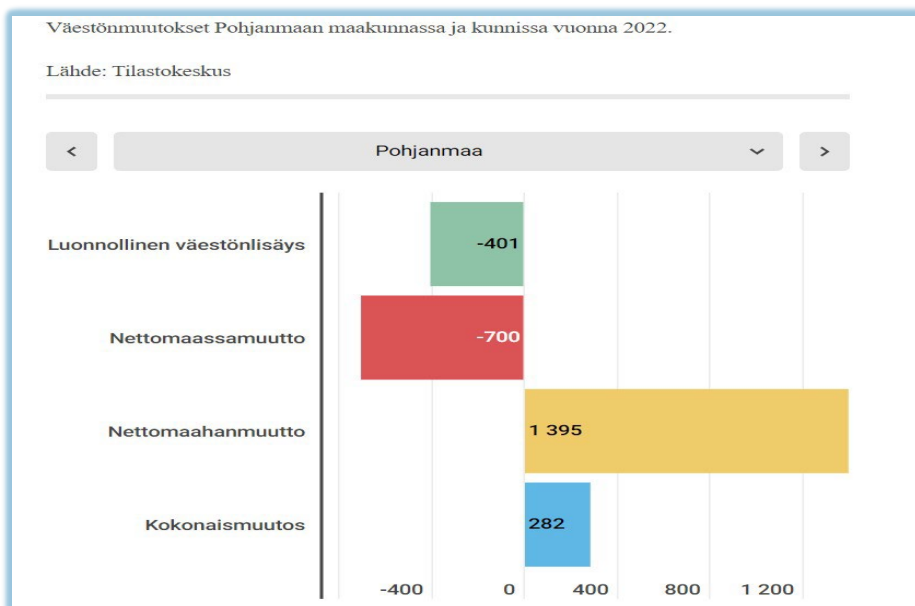 Väestönmuutokset Pohjanmaan maakunnassa ja kunnissa vuonna 2022.
Lähde: Tilastokeskus
Pohjanmaa
Luonnollinen väestönlisäys
-401
Nettomaassamuutto
-700
Nettomaahanmuutto
1 395
Kokonaismuutos
282
-400 0 400 800 1 200